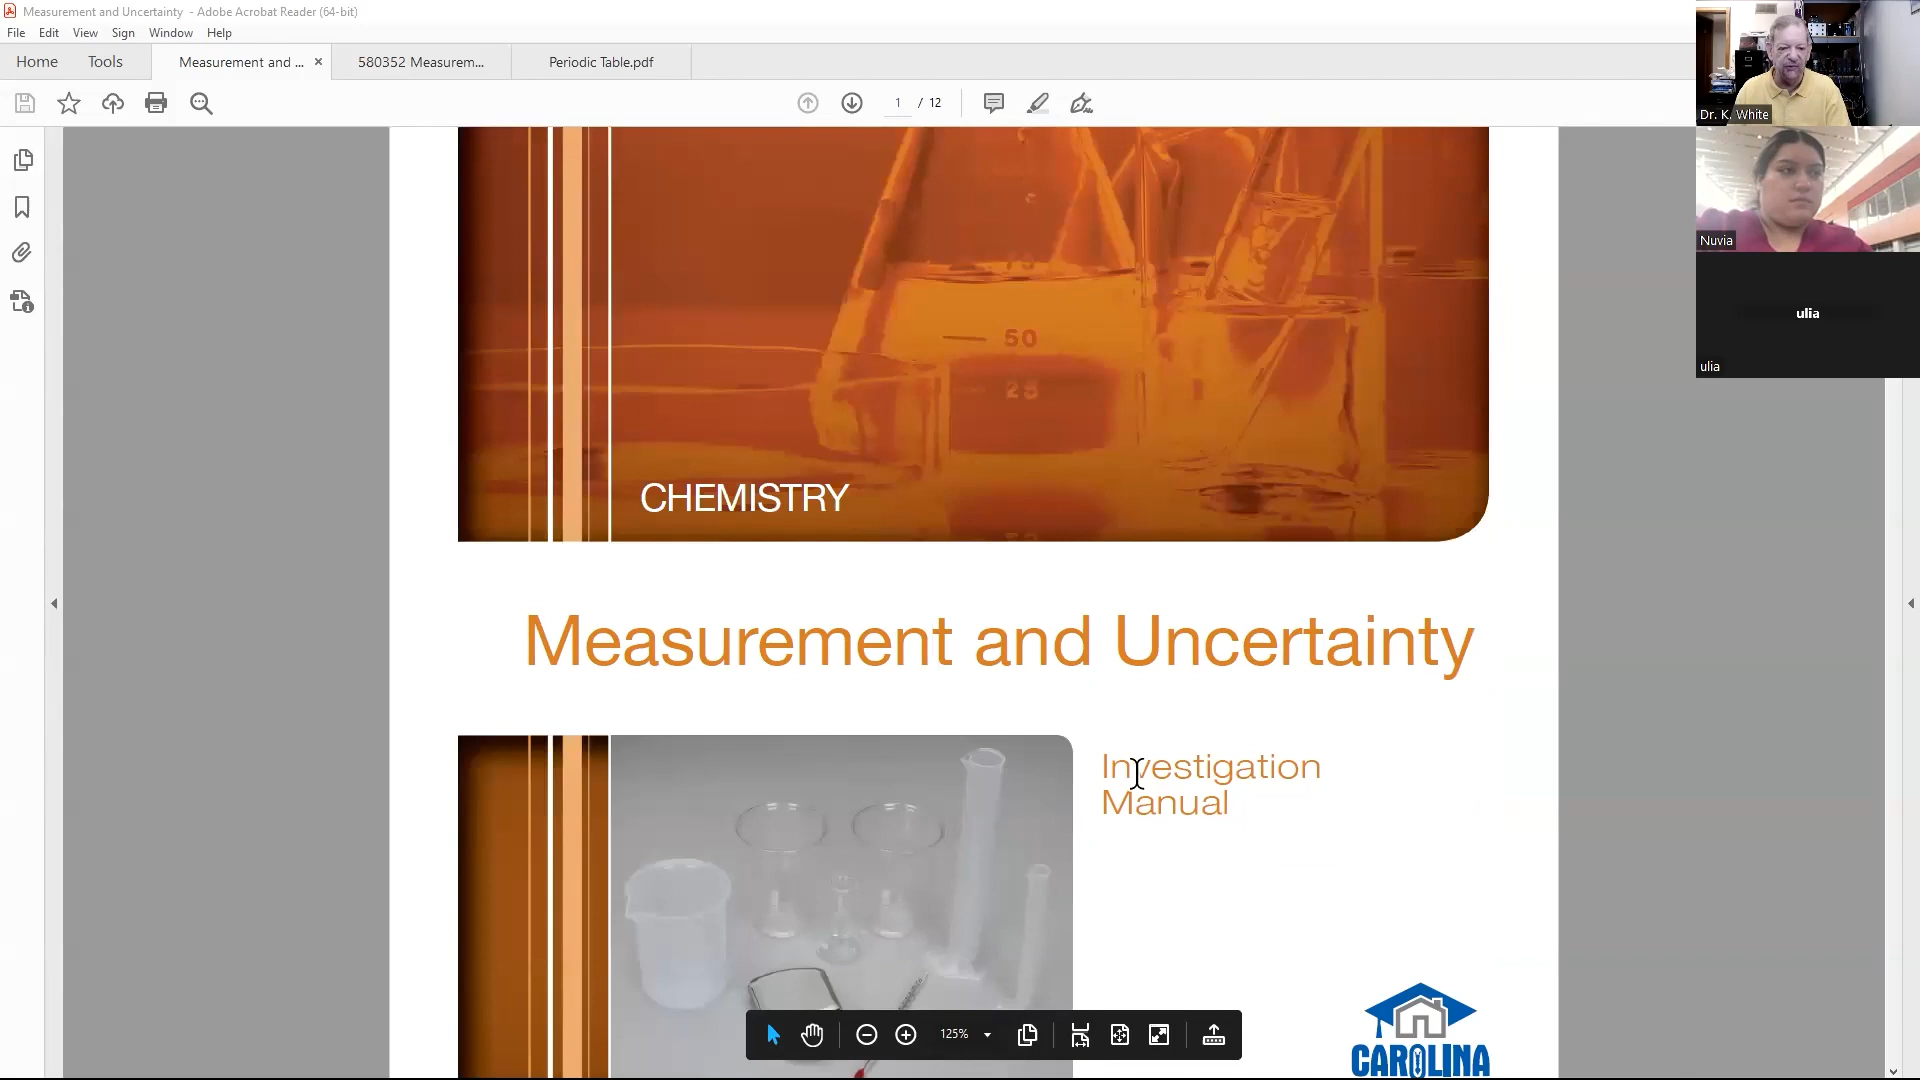 Measurement and Uncertainty - Adobe Acrobat Reader (64-bit)
File Edit View Sign Window Help
Home Tools Measurement and ... × 580352 Measurem... Periodic Table.pdf
1 / 12
Dr. K. White
Nuvia
ulia
ulia
50
25
CHEMISTRY
Measurement and Uncertainty
Investigation
Manual
125%
CAROLINA